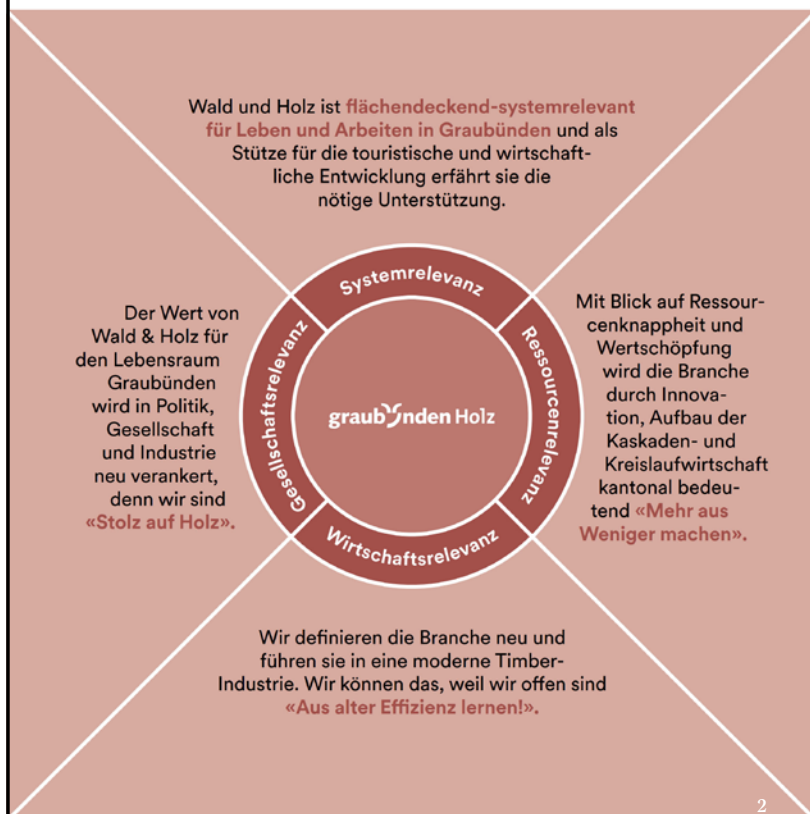 Wald und Holz ist flächendeckend-systemrelevant
für Leben und Arbeiten in Graubünden und als
Stütze für die touristische und wirtschaft-
liche Entwicklung erfährt sie die
nötige Unterstützung.
Systemrelevanz
Der Wert von
Wald & Holz für
den Lebensraum
Graubünden
wird in Politik,
Gesellschaft
und Industrie
neu verankert,
denn wir sind
«Stolz auf Holz».
Gesellschaftsrelevanz
graubünden Holz
Ressourcenrelevanz
Mit Blick auf Ressour-
cenknappheit und
Wertschöpfung
wird die Branche
durch Innova-
tion, Aufbau der
Kaskaden- und
Kreislaufwirtschaft
kantonal bedeu-
tend «Mehr aus
Weniger machen».
Wirtschaftsrelevanz
Wir definieren die Branche neu und
führen sie in eine moderne Timber-
Industrie. Wir können das, weil wir offen sind
«Aus alter Effizienz lernen!».
2